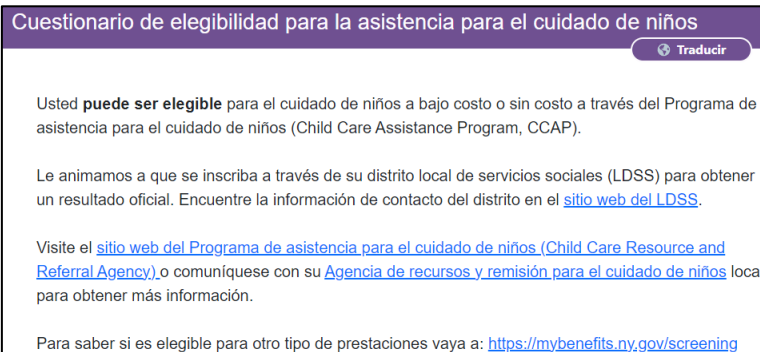 Cuestionario de elegibilidad para la asistencia para el cuidado de niños
Traducir
Usted puede ser elegible para el cuidado de niños a bajo costo o sin costo a través del Programa de
asistencia para el cuidado de niños (Child Care Assistance Program, CCAP).
Le animamos a que se inscriba a través de su distrito local de servicios sociales (LDSS) para obtener
un resultado oficial. Encuentre la información de contacto del distrito en el sitio web del LDSS.
Visite el sitio web del Programa de asistencia para el cuidado de niños (Child Care Resource and
Referral Agency) o comuníquese con su Agencia de recursos y remisión para el cuidado de niños loca
para obtener más información.
Para saber si es elegible para otro tipo de prestaciones vaya a: https://mybenefits.ny.gov/screening